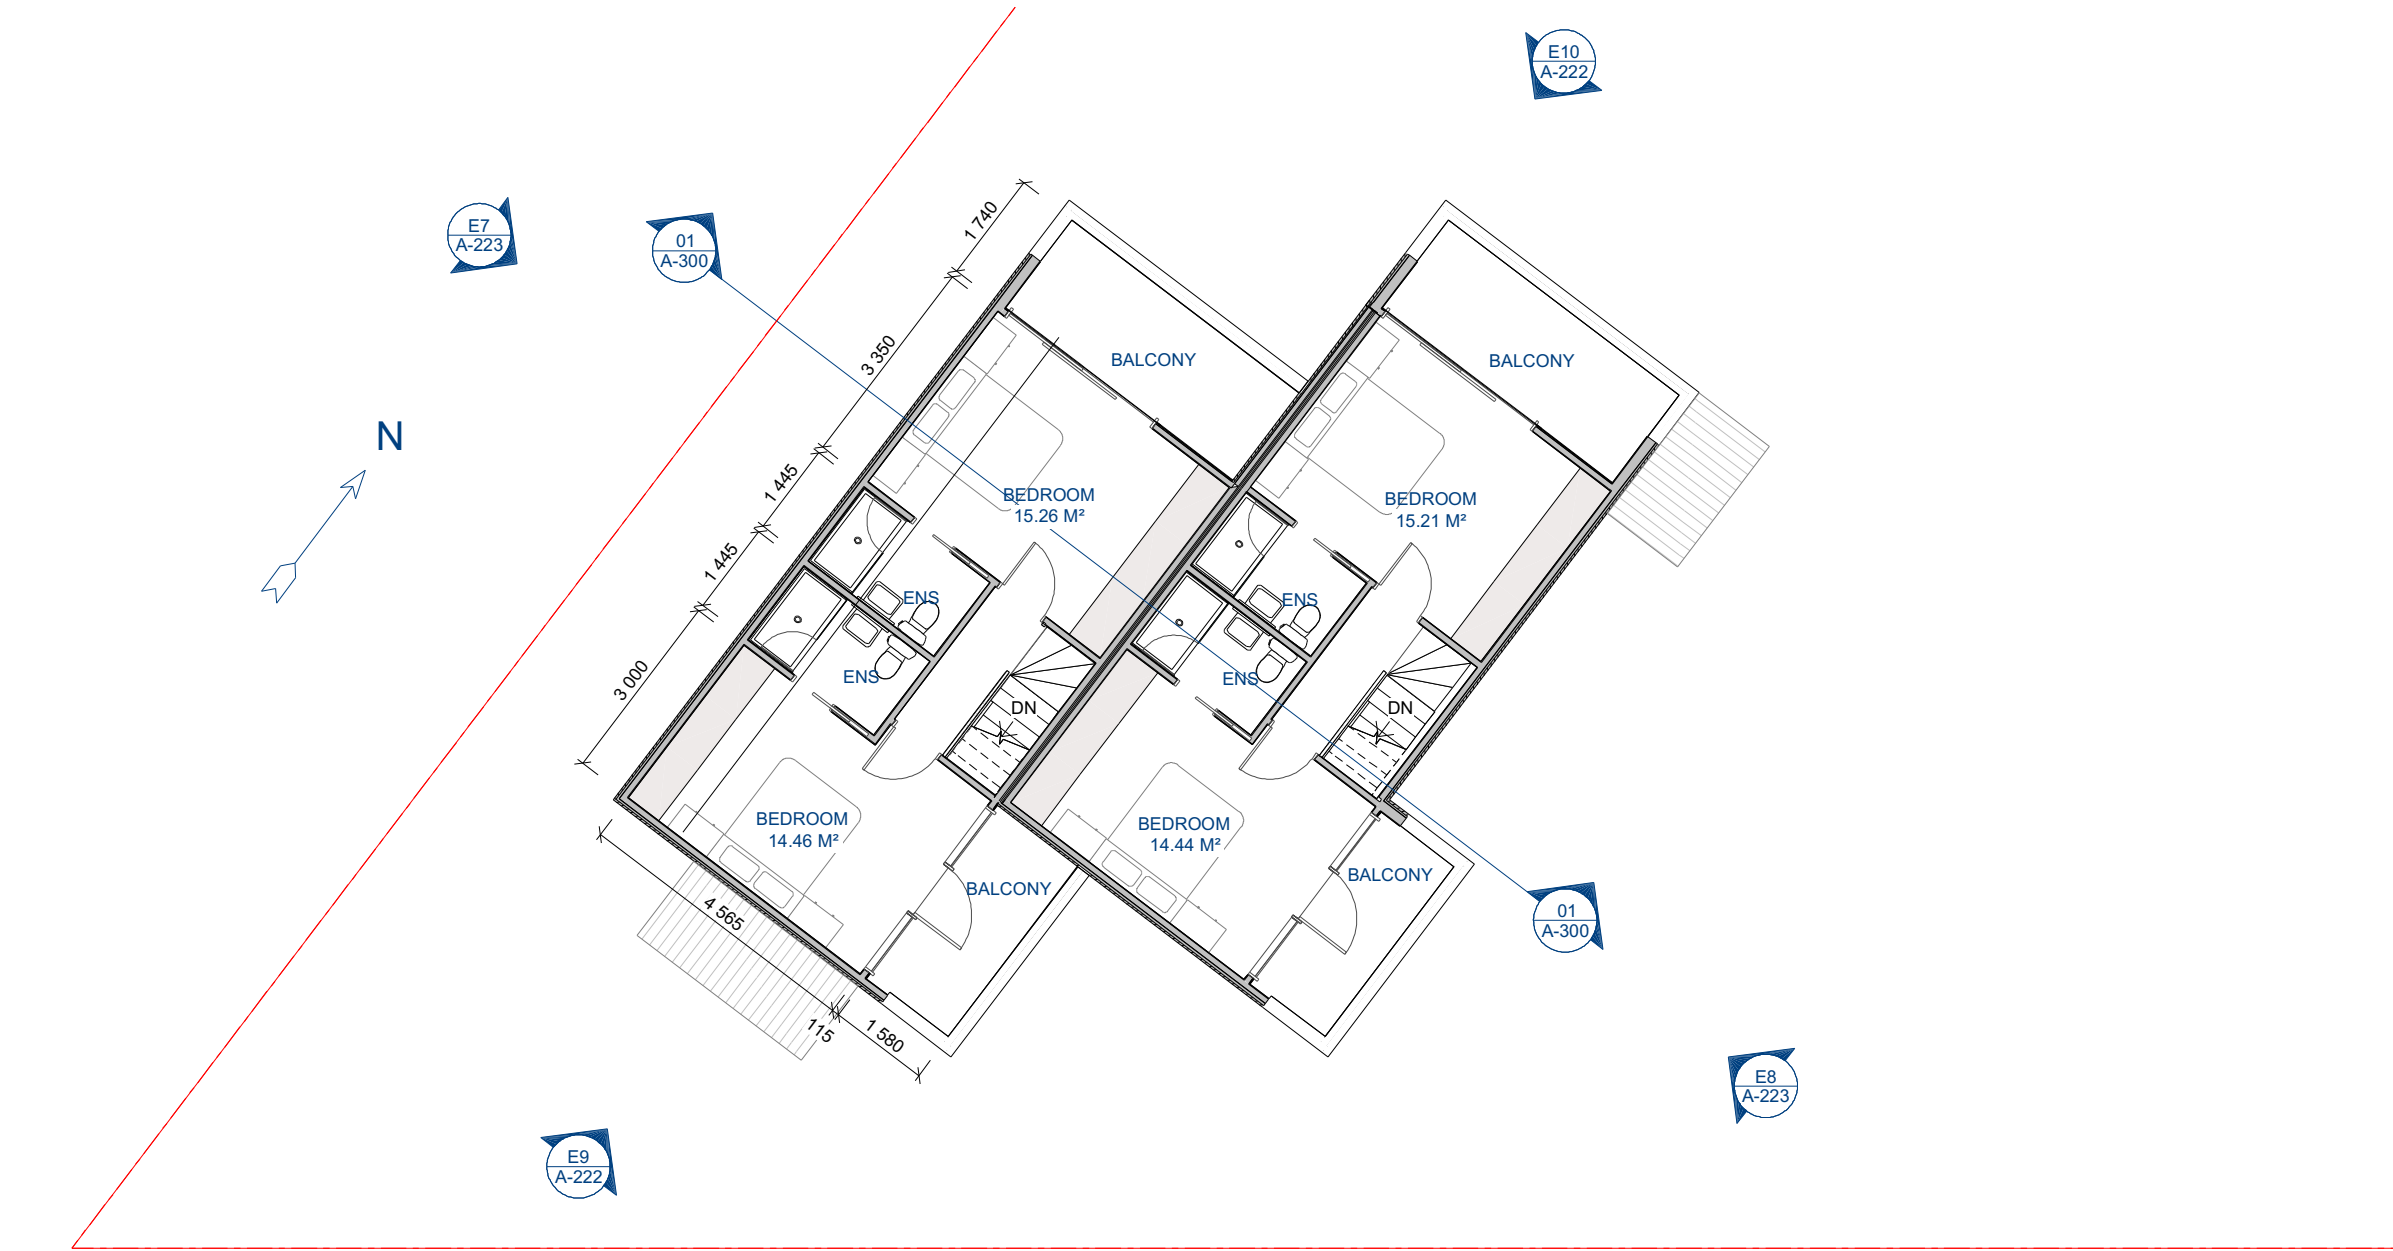 E10
A-222
E7
A-223
01
A-300
1 740
N
3 350
1 445
1 445
3 000
BALCONY
BALCONY
BEDROOM
15.26 M²
BEDROOM
15.21 M²
ENS
ENS
ENS
ENS
DN
DN
BEDROOM
14.46 M²
BEDROOM
14.44 M²
BALCONY
BALCONY
4 565
115
1 580
01
A-300
E8
A-223
E9
A-222